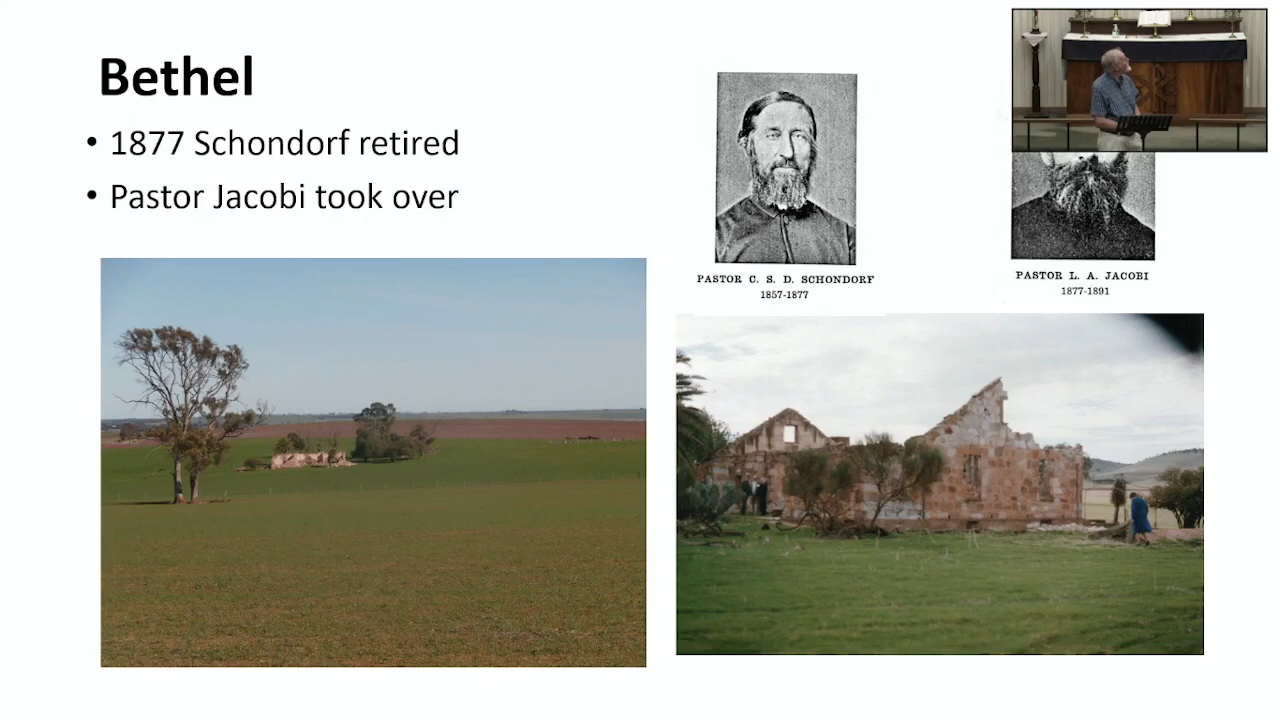 Bethel
• 1877 Schondorf retired
• Pastor Jacobi took over
PASTOR C. S. D. SCHONDORF
1857-1877
PASTOR L. A. JACOBI
1877-1891